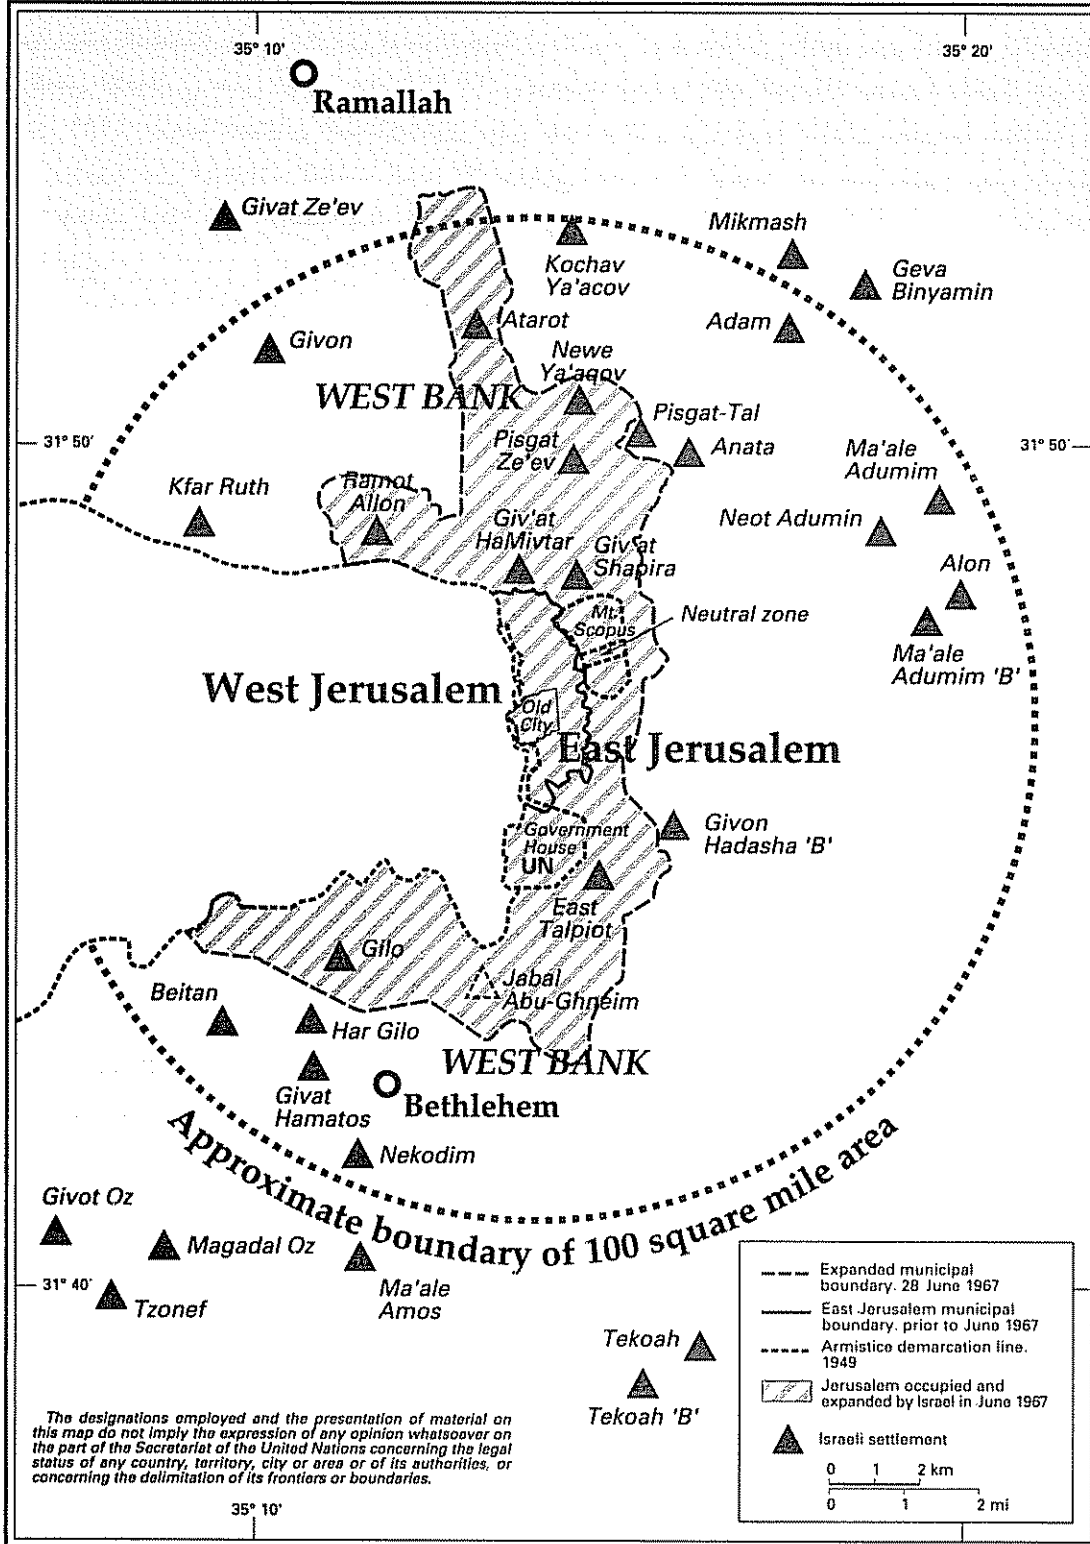 35° 10'
35° 20'
Ramallah
Givat Ze'ev
Mikmash
Kochav
Ya'acov
Geva
Binyamin
Atarot
Adam
Givon
Newe
Ya'aqov
WEST BANK
Pisgat-Tal
31° 50'
Pisgat
Ze'ev
Anata
31° 50'
Ma'ale
Adumim
Kfar Ruth
Ramot
Allon
Giv'at
HaMivtar
Neot Adumin
Giv'at
Shapira
Alon
Mt.
Scopus
Neutral zone
Ma'ale
Adumim 'B'
West Jerusalem
Old
City
East Jerusalem
Givon
Hadasha 'B'
Government
House
UN
East
Talpiot
Gilo
Jabal
Abu-Ghneim
Beitan
Har Gilo
WEST BANK
Givat
Hamatos
Bethlehem
Nekodim
Approximate boundary of 100 square mile area
Givot Oz
Magadal Oz
31° 40'
Tzonef
Ma'ale
Amos
Tekoah
Tekoah 'B'
Expanded municipal
boundary. 28 June 1967
East Jerusalem municipal
boundary. prior to June 1967
Armistice demarcation line.
1949
Jerusalem occupied and
expanded by Israel in June 1967
Israeli settlement
0 1 2 km
0 1 2 mi
The designations employed and the presentation of material on
this map do not imply the expression of any opinion whatsoever on
the part of the Secretariat of the United Nations concerning the legal
status of any country, territory, city or area or of its authorities, or
concerning the delimitation of its frontiers or boundaries.
35° 10'